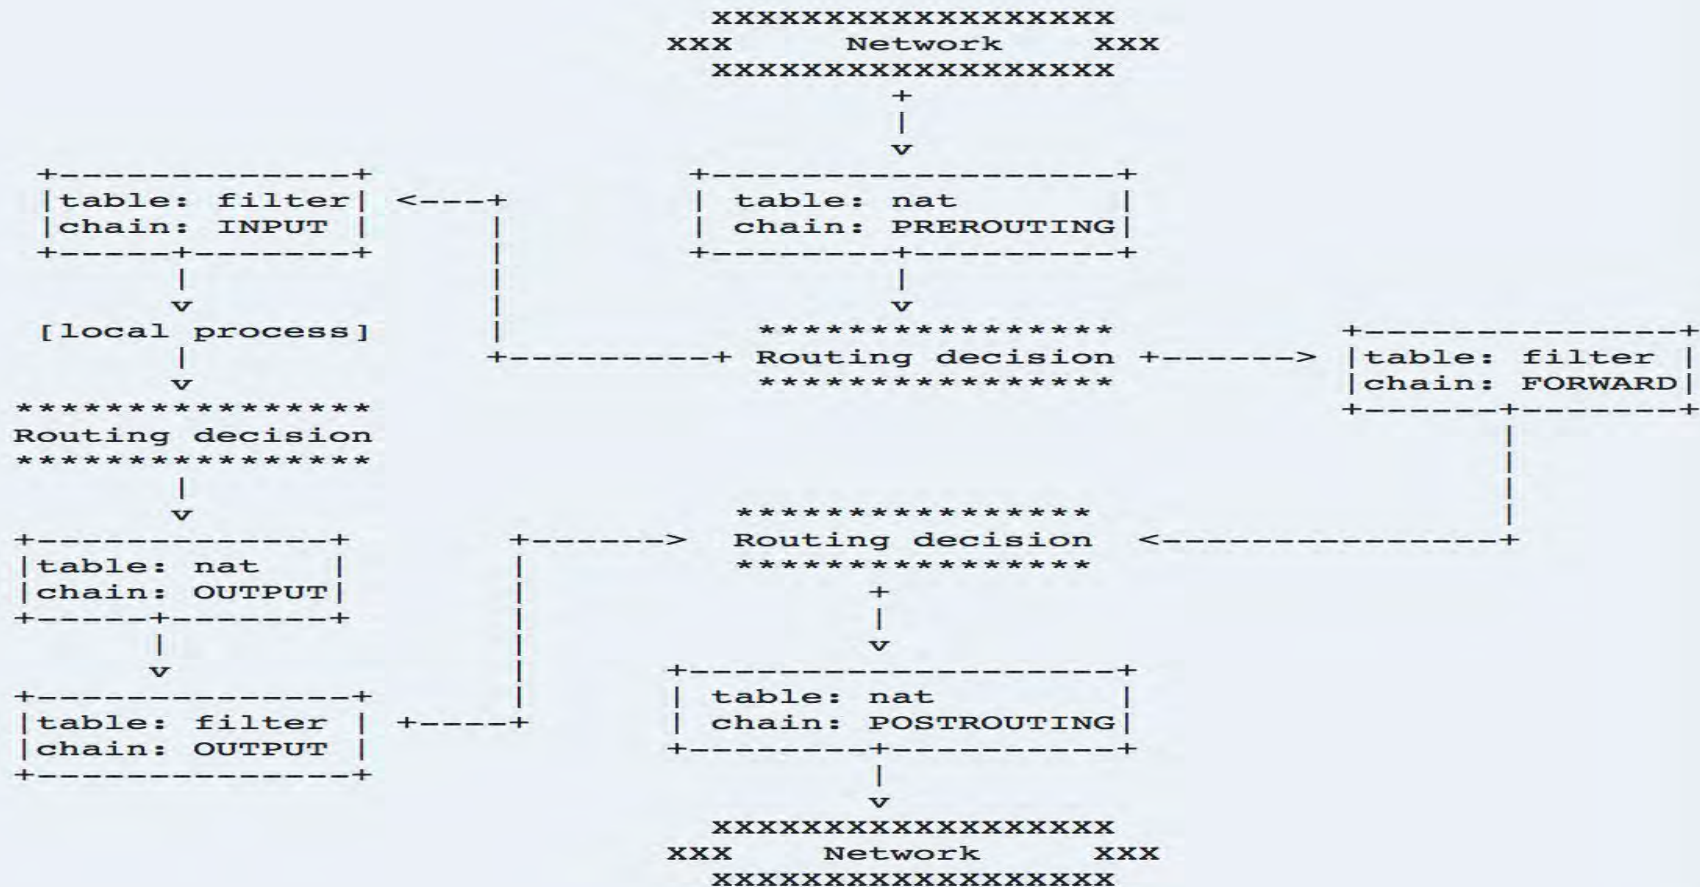 xxxxxxxxxxxxxxxxxx
                             XXX     Network    XXX
                               xxxxxxxxxxxxxxxxxx
                                       +
                                       |
                                       v
 +-------------+              +------------------+
 |table: filter| <---+        | table: nat       |
 |chain: INPUT |     |        | chain: PREROUTING|
 +-----+-------+     |        +--------+---------+
       |             |                 |
       v             |                 v
 [local process]     |           ****************          +--------------+
       |             +---------+ Routing decision +------> |table: filter |
       v                         ****************          |chain: FORWARD|
****************                                           +------+-------+
Routing decision                                                  |
****************                                                  |
       |                                                          |
       v                        ****************                  |
+-------------+       +------>  Routing decision  <---------------+
|table: nat   |       |         ****************
|chain: OUTPUT|       |               +
+-----+-------+       |               |
      |               |               v
      v               |      +-------------------+
+--------------+      |      | table: nat        |
|table: filter | +----+      | chain: POSTROUTING|
|chain: OUTPUT |             +--------+----------+
+--------------+                      |
                                      v
                               xxxxxxxxxxxxxxxxxx
                             XXX    Network     XXX
                               xxxxxxxxxxxxxxxxxx